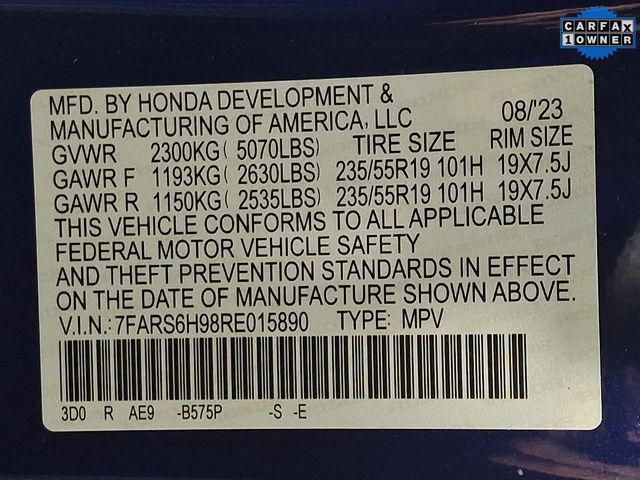 CARFAX
1 OWNER
MFD. BY HONDA DEVELOPMENT &
MANUFACTURING OF AMERICA, LLC 08/'23
GVWR 2300KG( 5070LBS) TIRE SIZE RIM SIZE
GAWR F 1193KG( 2630LBS) 235/55R19 101H 19X7.5J
GAWR R 1150KG( 2535LBS) 235/55R19 101H 19X7.5J
THIS VEHICLE CONFORMS TO ALL APPLICABLE
FEDERAL MOTOR VEHICLE SAFETY
AND THEFT PREVENTION STANDARDS IN EFFECT
ON THE DATE OF MANUFACTURE SHOWN ABOVE.
V.I.N.:7FARS6H98RE015890 TYPE: MPV
3D0 R AE9 -B575P -S -E